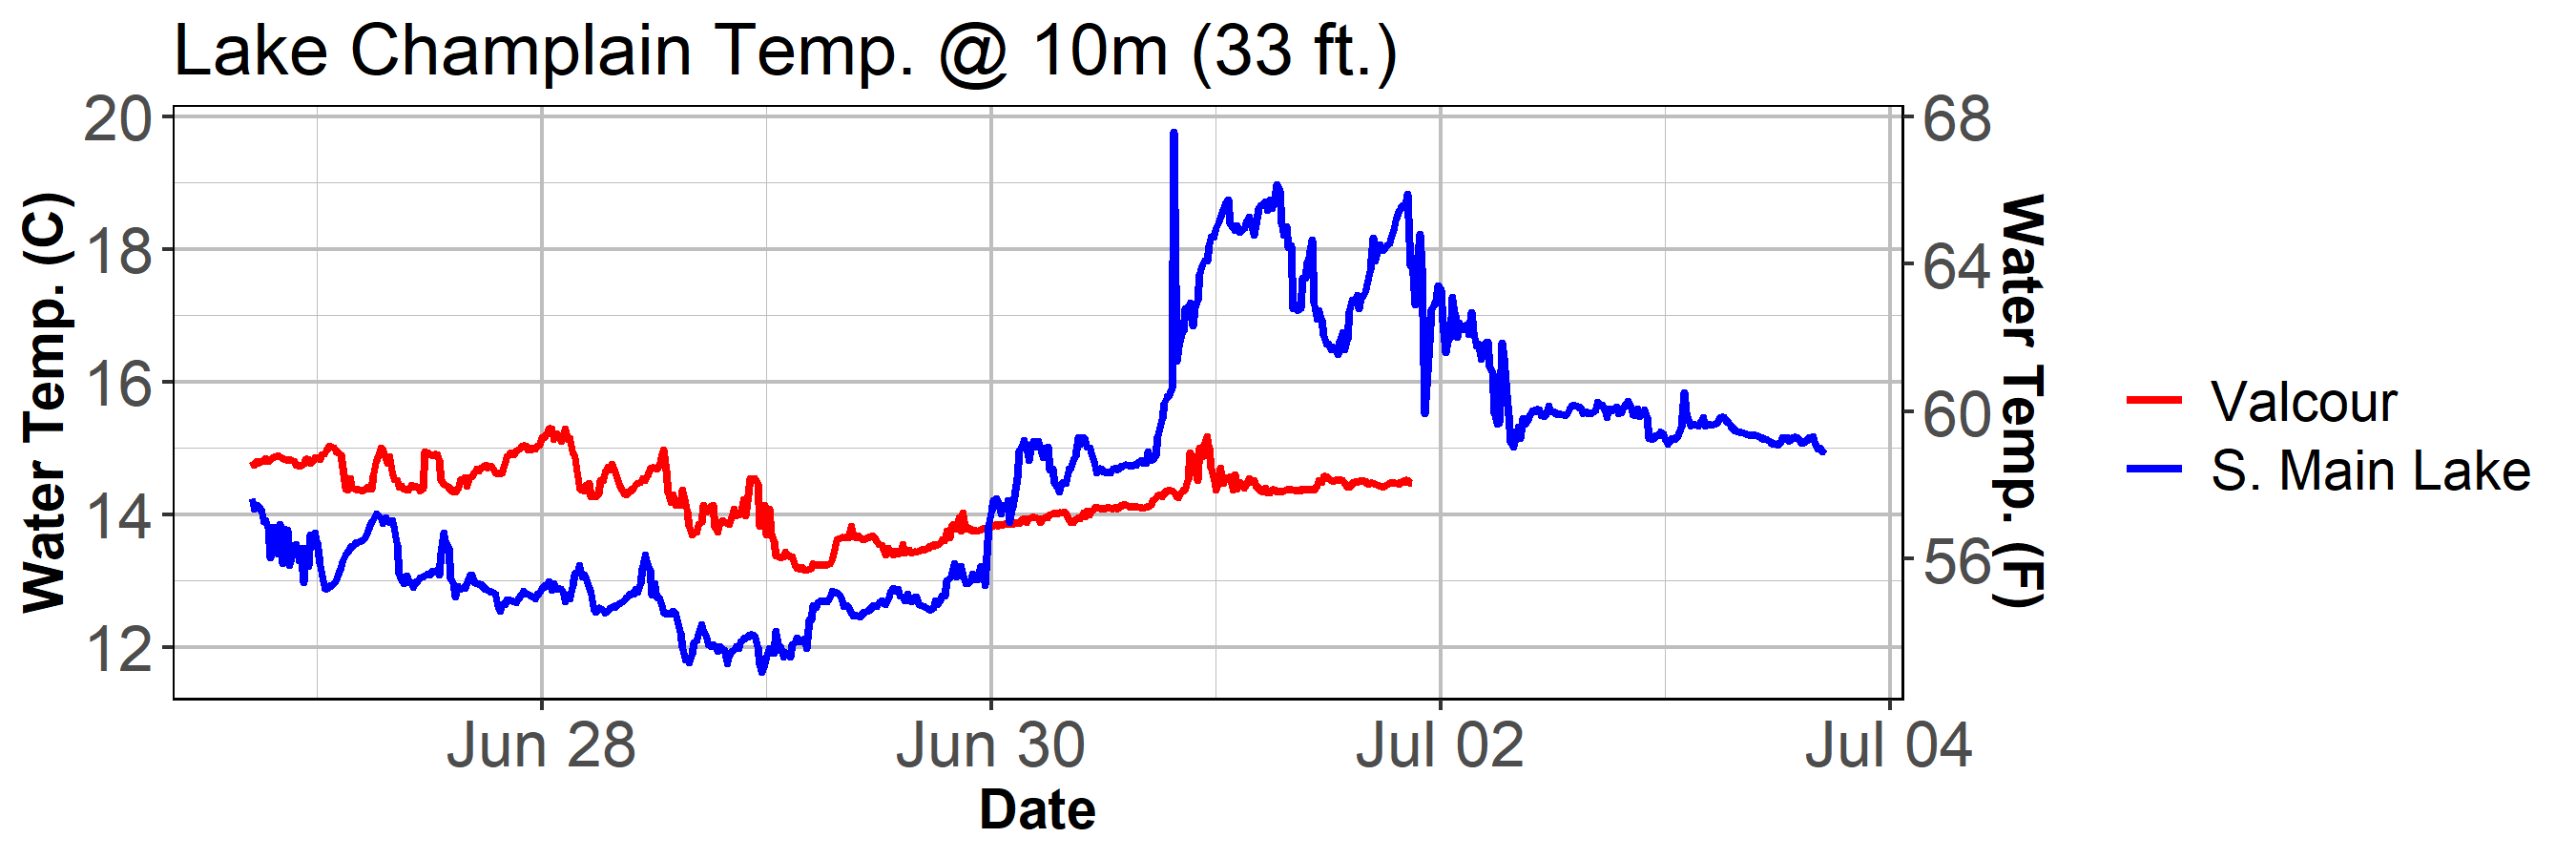 Lake Champlain Temp. @ 10m (33 ft.)
Water Temp. (C)
20
18
16
14
12
68
64
60
56
Water Temp. (F)
Jun 28
Jun 30
Jul 02
Jul 04
Date
Valcour
S. Main Lake